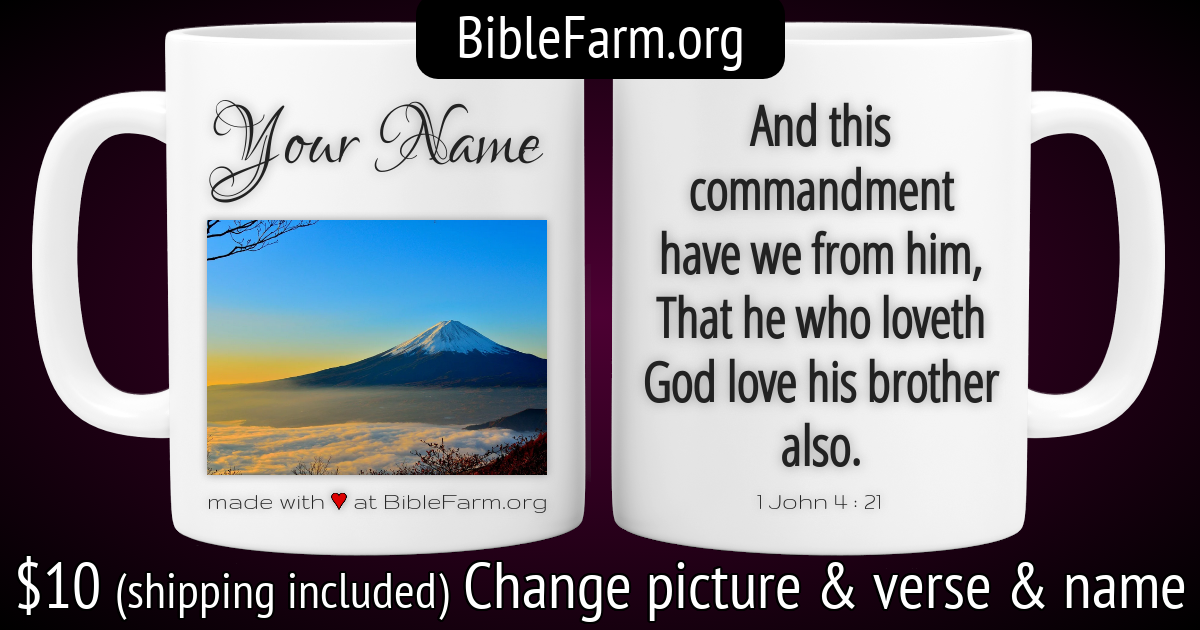 BibleFarm.org
Your Name
made with ♥ at BibleFarm.org
And this
commandment
have we from him,
That he who loveth
God love his brother
also.
1 John 4 : 21
$10 (shipping included) Change picture & verse & name